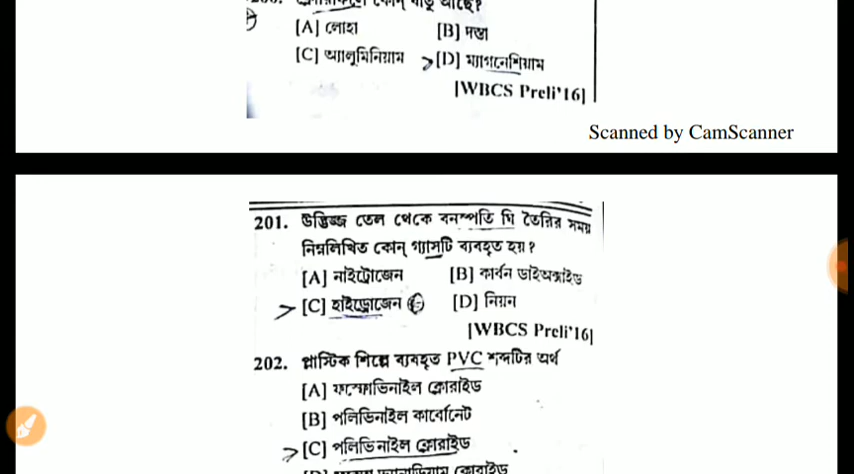 কোন্ ধাতু আছে?
[A] লোহা [B] দস্তা
[C] অ্যালুমিনিয়াম [D] ম্যাগনেশিয়াম
[WBCS Preli'16]
Scanned by CamScanner
201. উদ্ভিজ্জ তেল থেকে বনস্পতি ঘি তৈরির সময়
নিম্নলিখিত কোন্ গ্যাসটি ব্যবহৃত হয়?
[A] নাইট্রোজেন [B] কার্বন ডাইঅক্সাইড
[C] হাইড্রোজেন [D] নিয়ন
[WBCS Preli'16]
202. প্লাস্টিক শিল্পে ব্যবহৃত PVC শব্দটির অর্থ
[A] ফস্ফোভিনাইল ক্লোরাইড
[B] পলিভিনাইল কার্বোনেট
[C] পলিভিনাইল ক্লোরাইড